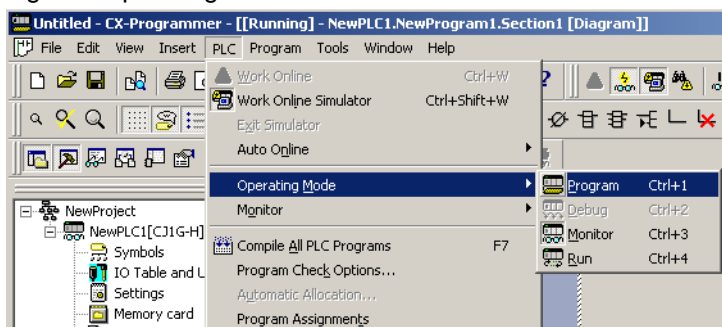 Untitled - CX-Programmer - [[Running] - NewPLC1.NewProgram1.Section1 [Diagram]]
File Edit View Insert PLC Program Tools Window Help
Work Online Ctrl+W
Work Online Simulator Ctrl+Shift+W
Exit Simulator
Auto Online
Operating Mode
Program Ctrl+1
Debug Ctrl+2
Monitor Ctrl+3
Run Ctrl+4
Monitor
Compile All PLC Programs F7
Program Check Options...
Automatic Allocation...
Program Assignments
NewProject
NewPLC1[CJ1G-H]
Symbols
IO Table and U
Settings
Memory card